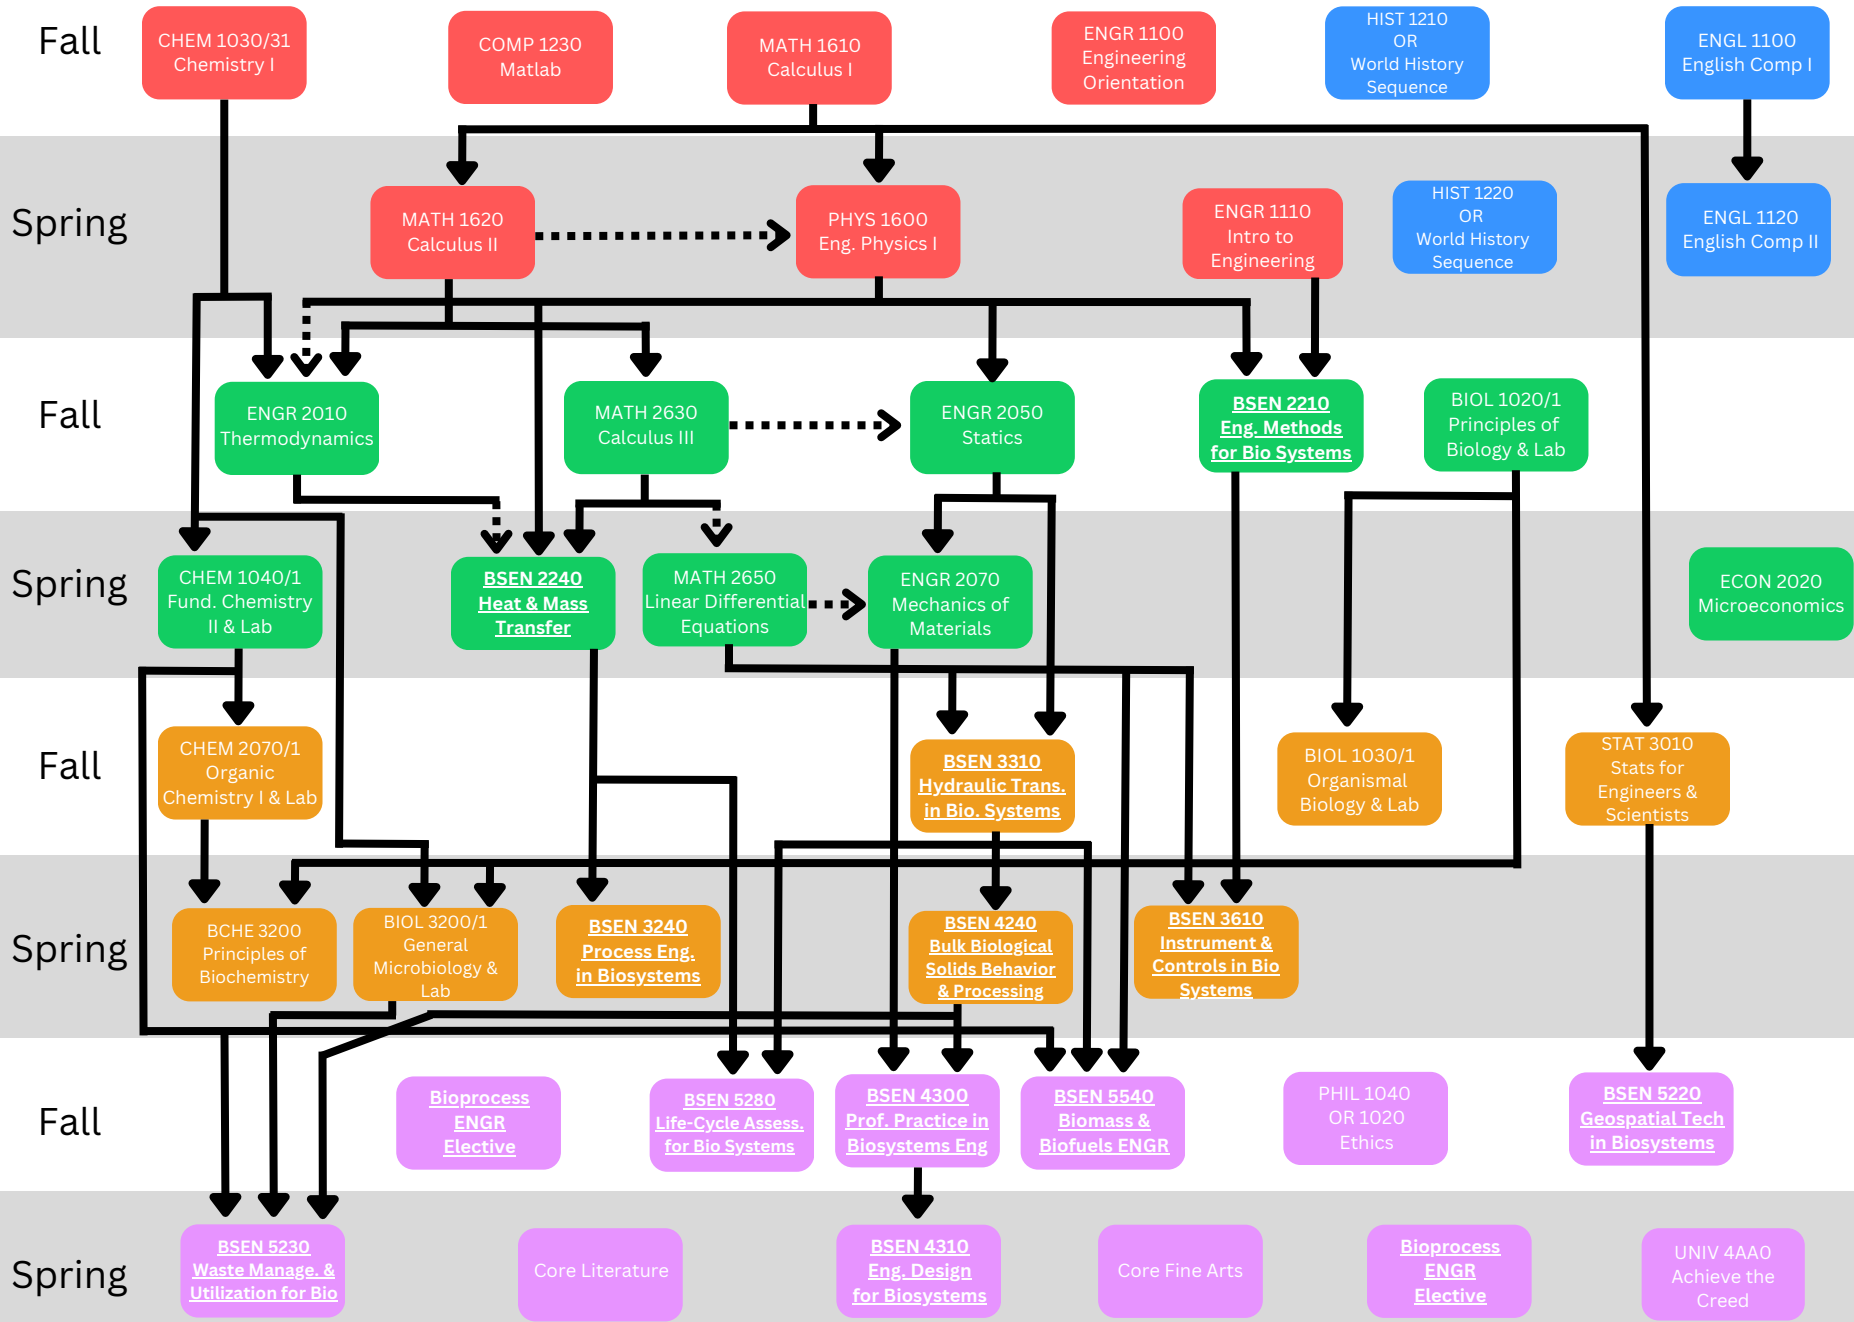 Fall
CHEM 1030/31
Chemistry I
COMP 1230
Matlab
MATH 1610
Calculus I
ENGR 1100
Engineering
Orientation
HIST 1210
OR
World History
Sequence
ENGL 1100
English Comp I
Spring
MATH 1620
Calculus II
PHYS 1600
Eng. Physics I
ENGR 1110
Intro to
Engineering
HIST 1220
OR
World History
Sequence
ENGL 1120
English Comp II
Fall
ENGR 2010
Thermodynamics
MATH 2630
Calculus III
ENGR 2050
Statics
BSEN 2210
Eng. Methods
for Bio Systems
BIOL 1020/1
Principles of
Biology & Lab
Spring
CHEM 1040/1
Fund. Chemistry
II & Lab
BSEN 2240
Heat & Mass
Transfer
MATH 2650
Linear Differential
Equations
ENGR 2070
Mechanics of
Materials
ECON 2020
Microeconomics
Fall
CHEM 2070/1
Organic
Chemistry I & Lab
BSEN 3310
Hydraulic Trans.
in Bio. Systems
BIOL 1030/1
Organismal
Biology & Lab
STAT 3010
Stats for
Engineers &
Scientists
Spring
BCHE 3200
Principles of
Biochemistry
BIOL 3200/1
General
Microbiology &
Lab
BSEN 3240
Process Eng.
in Biosystems
BSEN 4240
Bulk Biological
Solids Behavior
& Processing
BSEN 3610
Instrument &
Controls in Bio
Systems
Fall
Bioprocess
ENGR
Elective
BSEN 5280
Life-Cycle Assess.
for Bio Systems
BSEN 4300
Prof. Practice in
Biosystems Eng
BSEN 5540
Biomass &
Biofuels ENGR
PHIL 1040
OR 1020
Ethics
BSEN 5220
Geospatial Tech
in Biosystems
Spring
BSEN 5230
Waste Manage. &
Utilization for Bio
Core Literature
BSEN 4310
Eng. Design
for Biosystems
Core Fine Arts
Bioprocess
ENGR
Elective
UNIV 4AA0
Achieve the
Creed